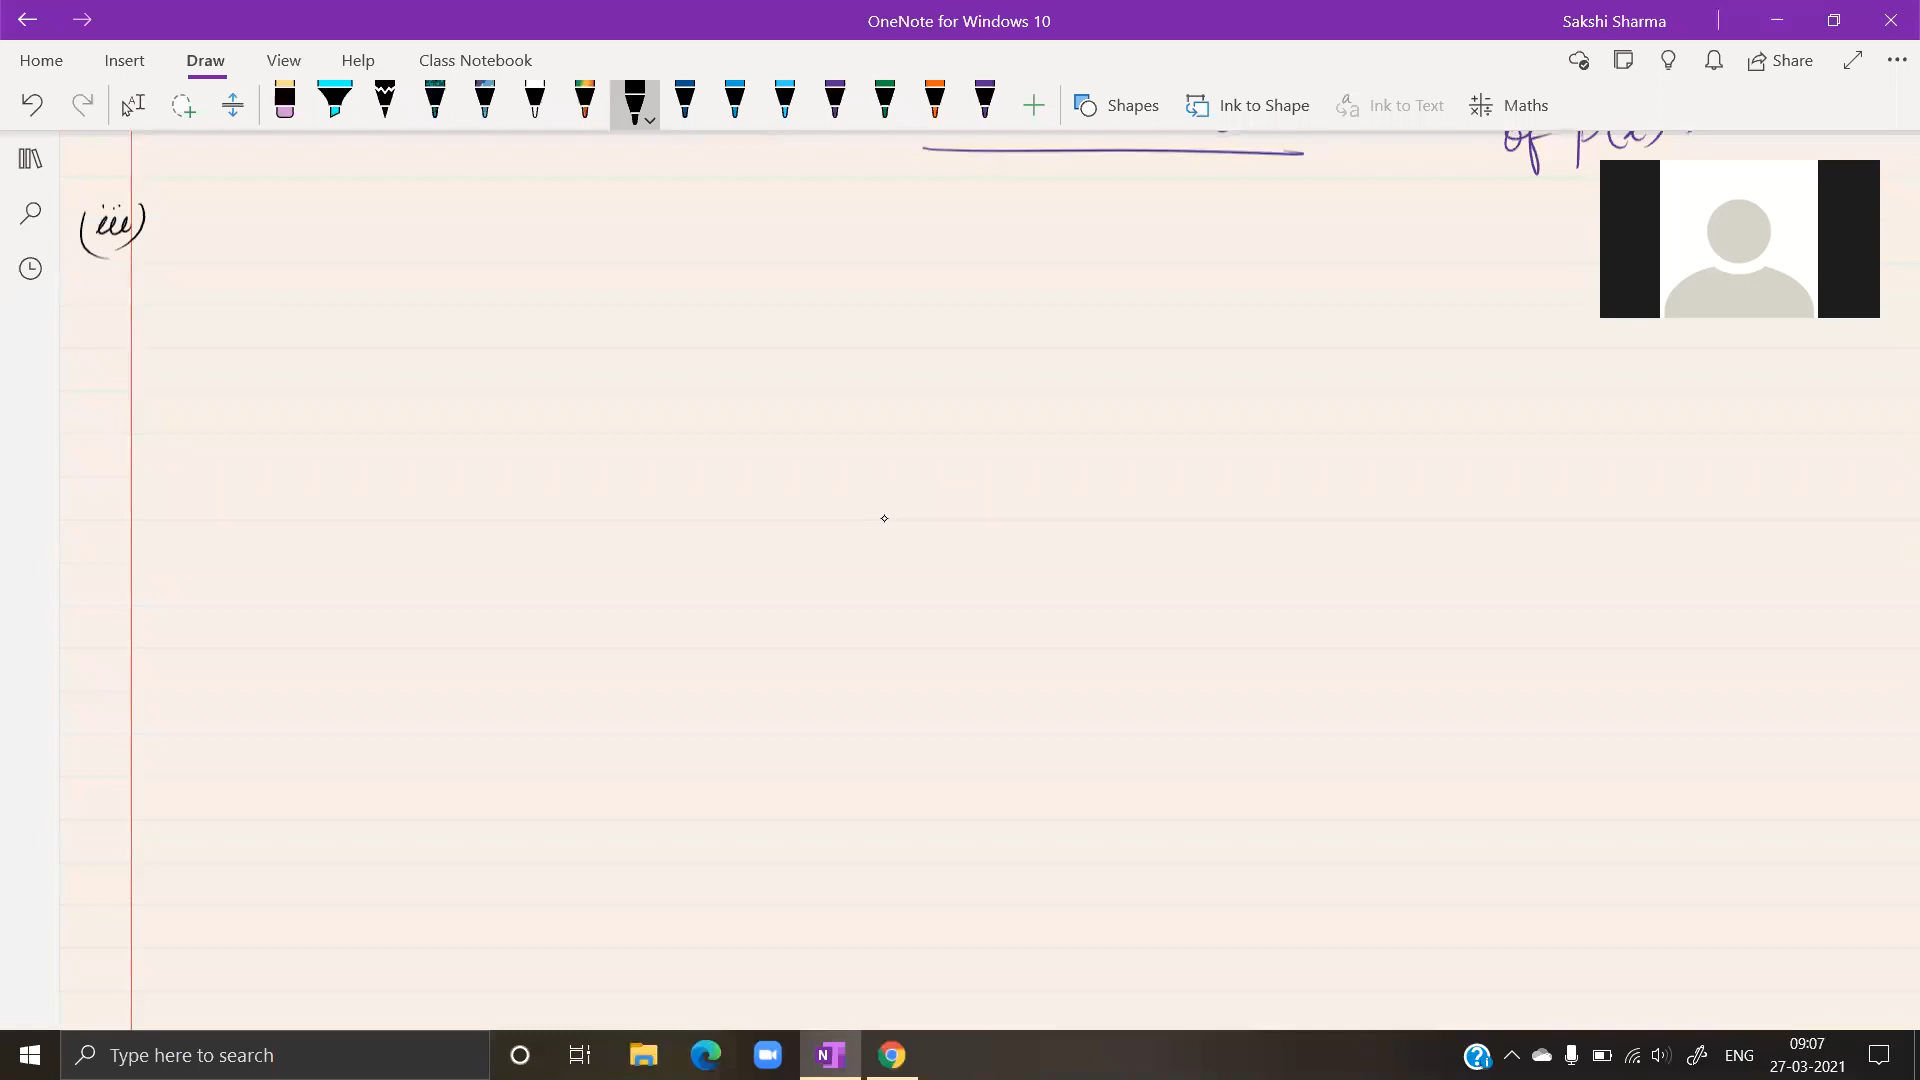 OneNote for Windows 10
Sakshi Sharma
Home Insert Draw View Help Class Notebook
Share
Shapes Ink to Shape Ink to Text Maths
of p(x)
(iii)
Type here to search
ENG
09:07
27-03-2021